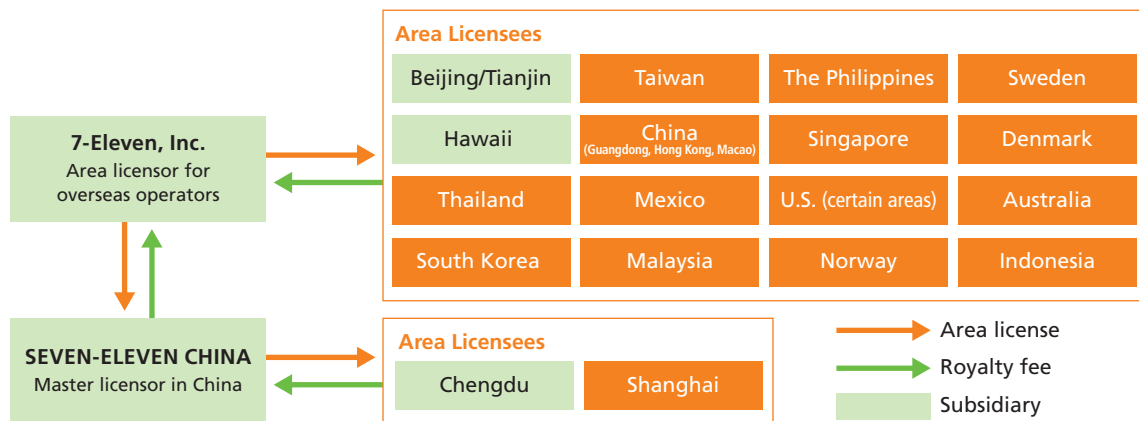 Area Licensees
Beijing/Tianjin
Taiwan
The Philippines
Sweden
Hawaii
China
(Guangdong, Hong Kong, Macao)
Singapore
Denmark
Thailand
Mexico
U.S. (certain areas)
Australia
South Korea
Malaysia
Norway
Indonesia
7-Eleven, Inc.
Area licensor for
overseas operators
SEVEN-ELEVEN CHINA
Master licensor in China
Area Licensees
Chengdu
Shanghai
Area license
Royalty fee
Subsidiary